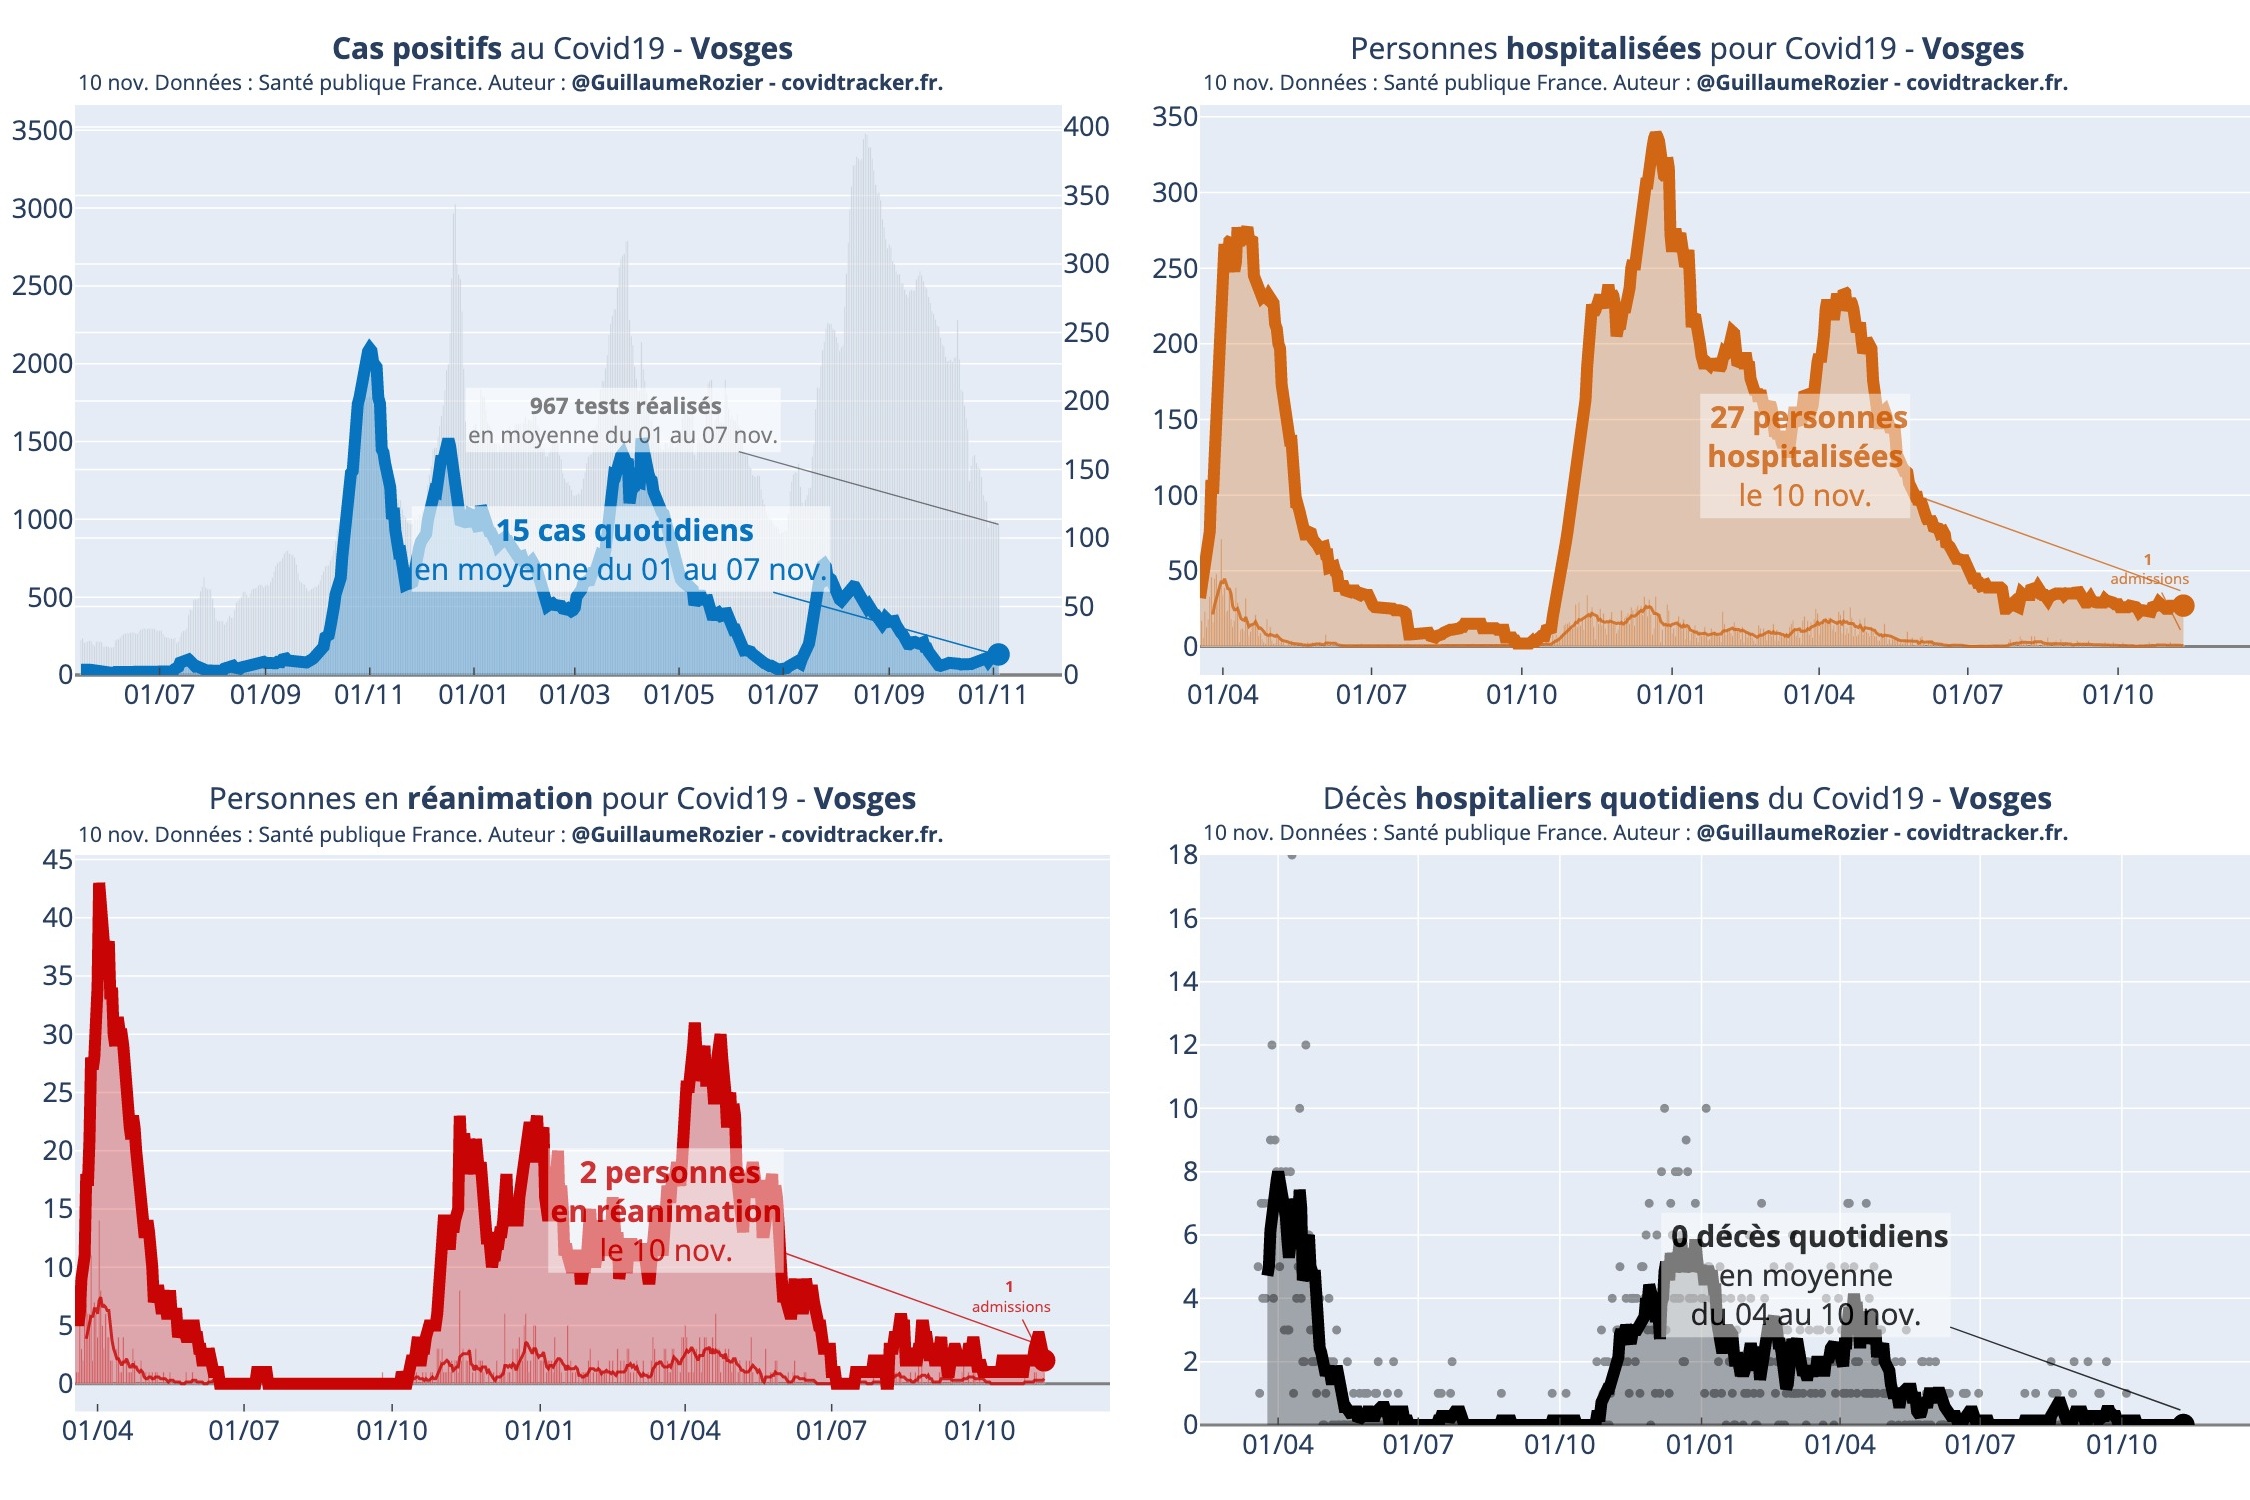 Cas positifs au Covid19 - Vosges
10 nov. Données : Santé publique France. Auteur : @GuillaumeRozier - covidtracker.fr.
3500
3000
2500
2000
1500
1000
500
0
400
350
300
250
200
150
100
50
0
967 tests réalisés
en moyenne du 01 au 07 nov.
15 cas quotidiens
en moyenne du 01 au 07 nov.
01/07 01/09 01/11 01/01 01/03 01/05 01/07 01/09 01/11
Personnes hospitalisées pour Covid19 - Vosges
10 nov. Données : Santé publique France. Auteur : @GuillaumeRozier - covidtracker.fr.
350
300
250
200
150
100
50
0
27 personnes
hospitalisées
le 10 nov.
1
admissions
01/04 01/07 01/10 01/01 01/04 01/07 01/10
Personnes en réanimation pour Covid19 - Vosges
10 nov. Données : Santé publique France. Auteur : @GuillaumeRozier - covidtracker.fr.
45
40
35
30
25
20
15
10
5
0
2 personnes
en réanimation
le 10 nov.
1
admissions
01/04 01/07 01/10 01/01 01/04 01/07 01/10
Décès hospitaliers quotidiens du Covid19 - Vosges
10 nov. Données : Santé publique France. Auteur : @GuillaumeRozier - covidtracker.fr.
18
16
14
12
10
8
6
4
2
0
0 décès quotidiens
en moyenne
du 04 au 10 nov.
01/04 01/07 01/10 01/01 01/04 01/07 01/10